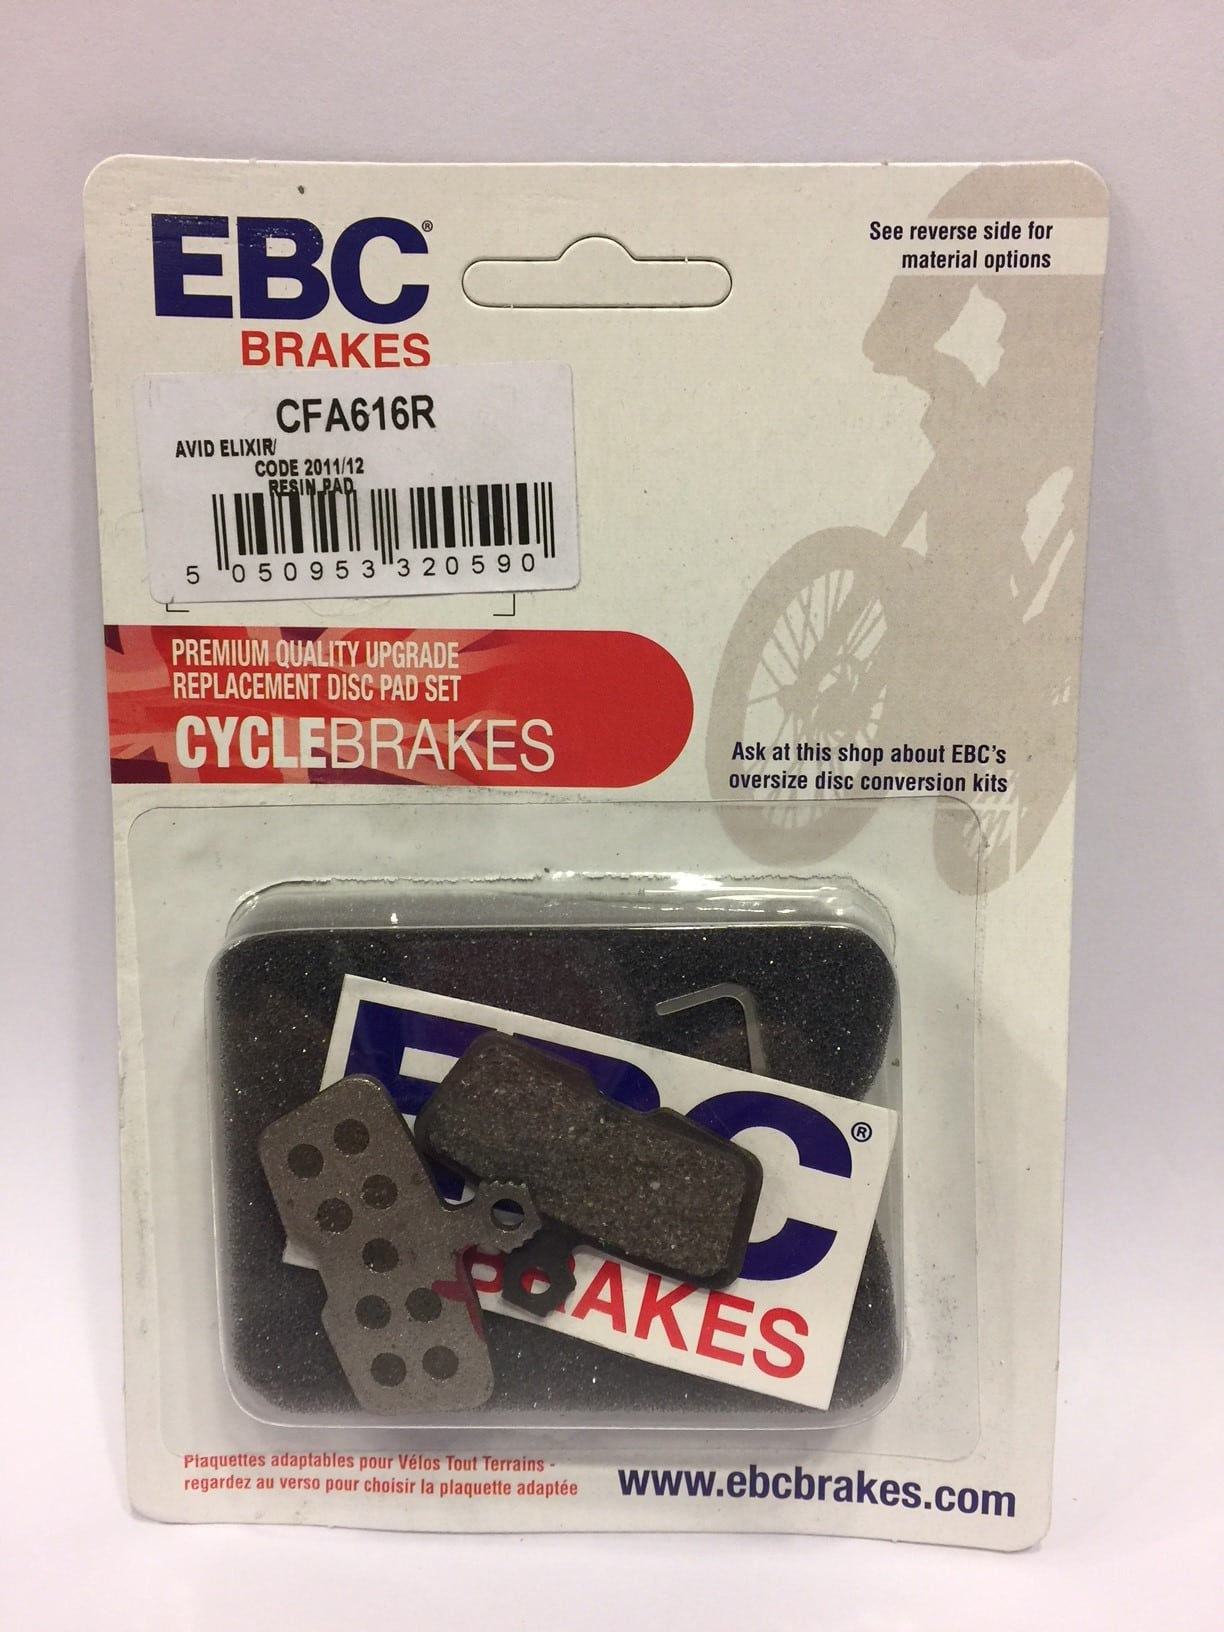 EBC®
BRAKES
See reverse side for
material options
CFA616R
AVID ELIXIR/
CODE 2011/12
RESIN PAD
5 050953 320590
PREMIUM QUALITY UPGRADE
REPLACEMENT DISC PAD SET
CYCLEBRAKES
Ask at this shop about EBC's
oversize disc conversion kits
EBC®
BRAKES
Plaquettes adaptables pour Vélos Tout Terrains -
regardez au verso pour choisir la plaquette adaptée
www.ebcbrakes.com